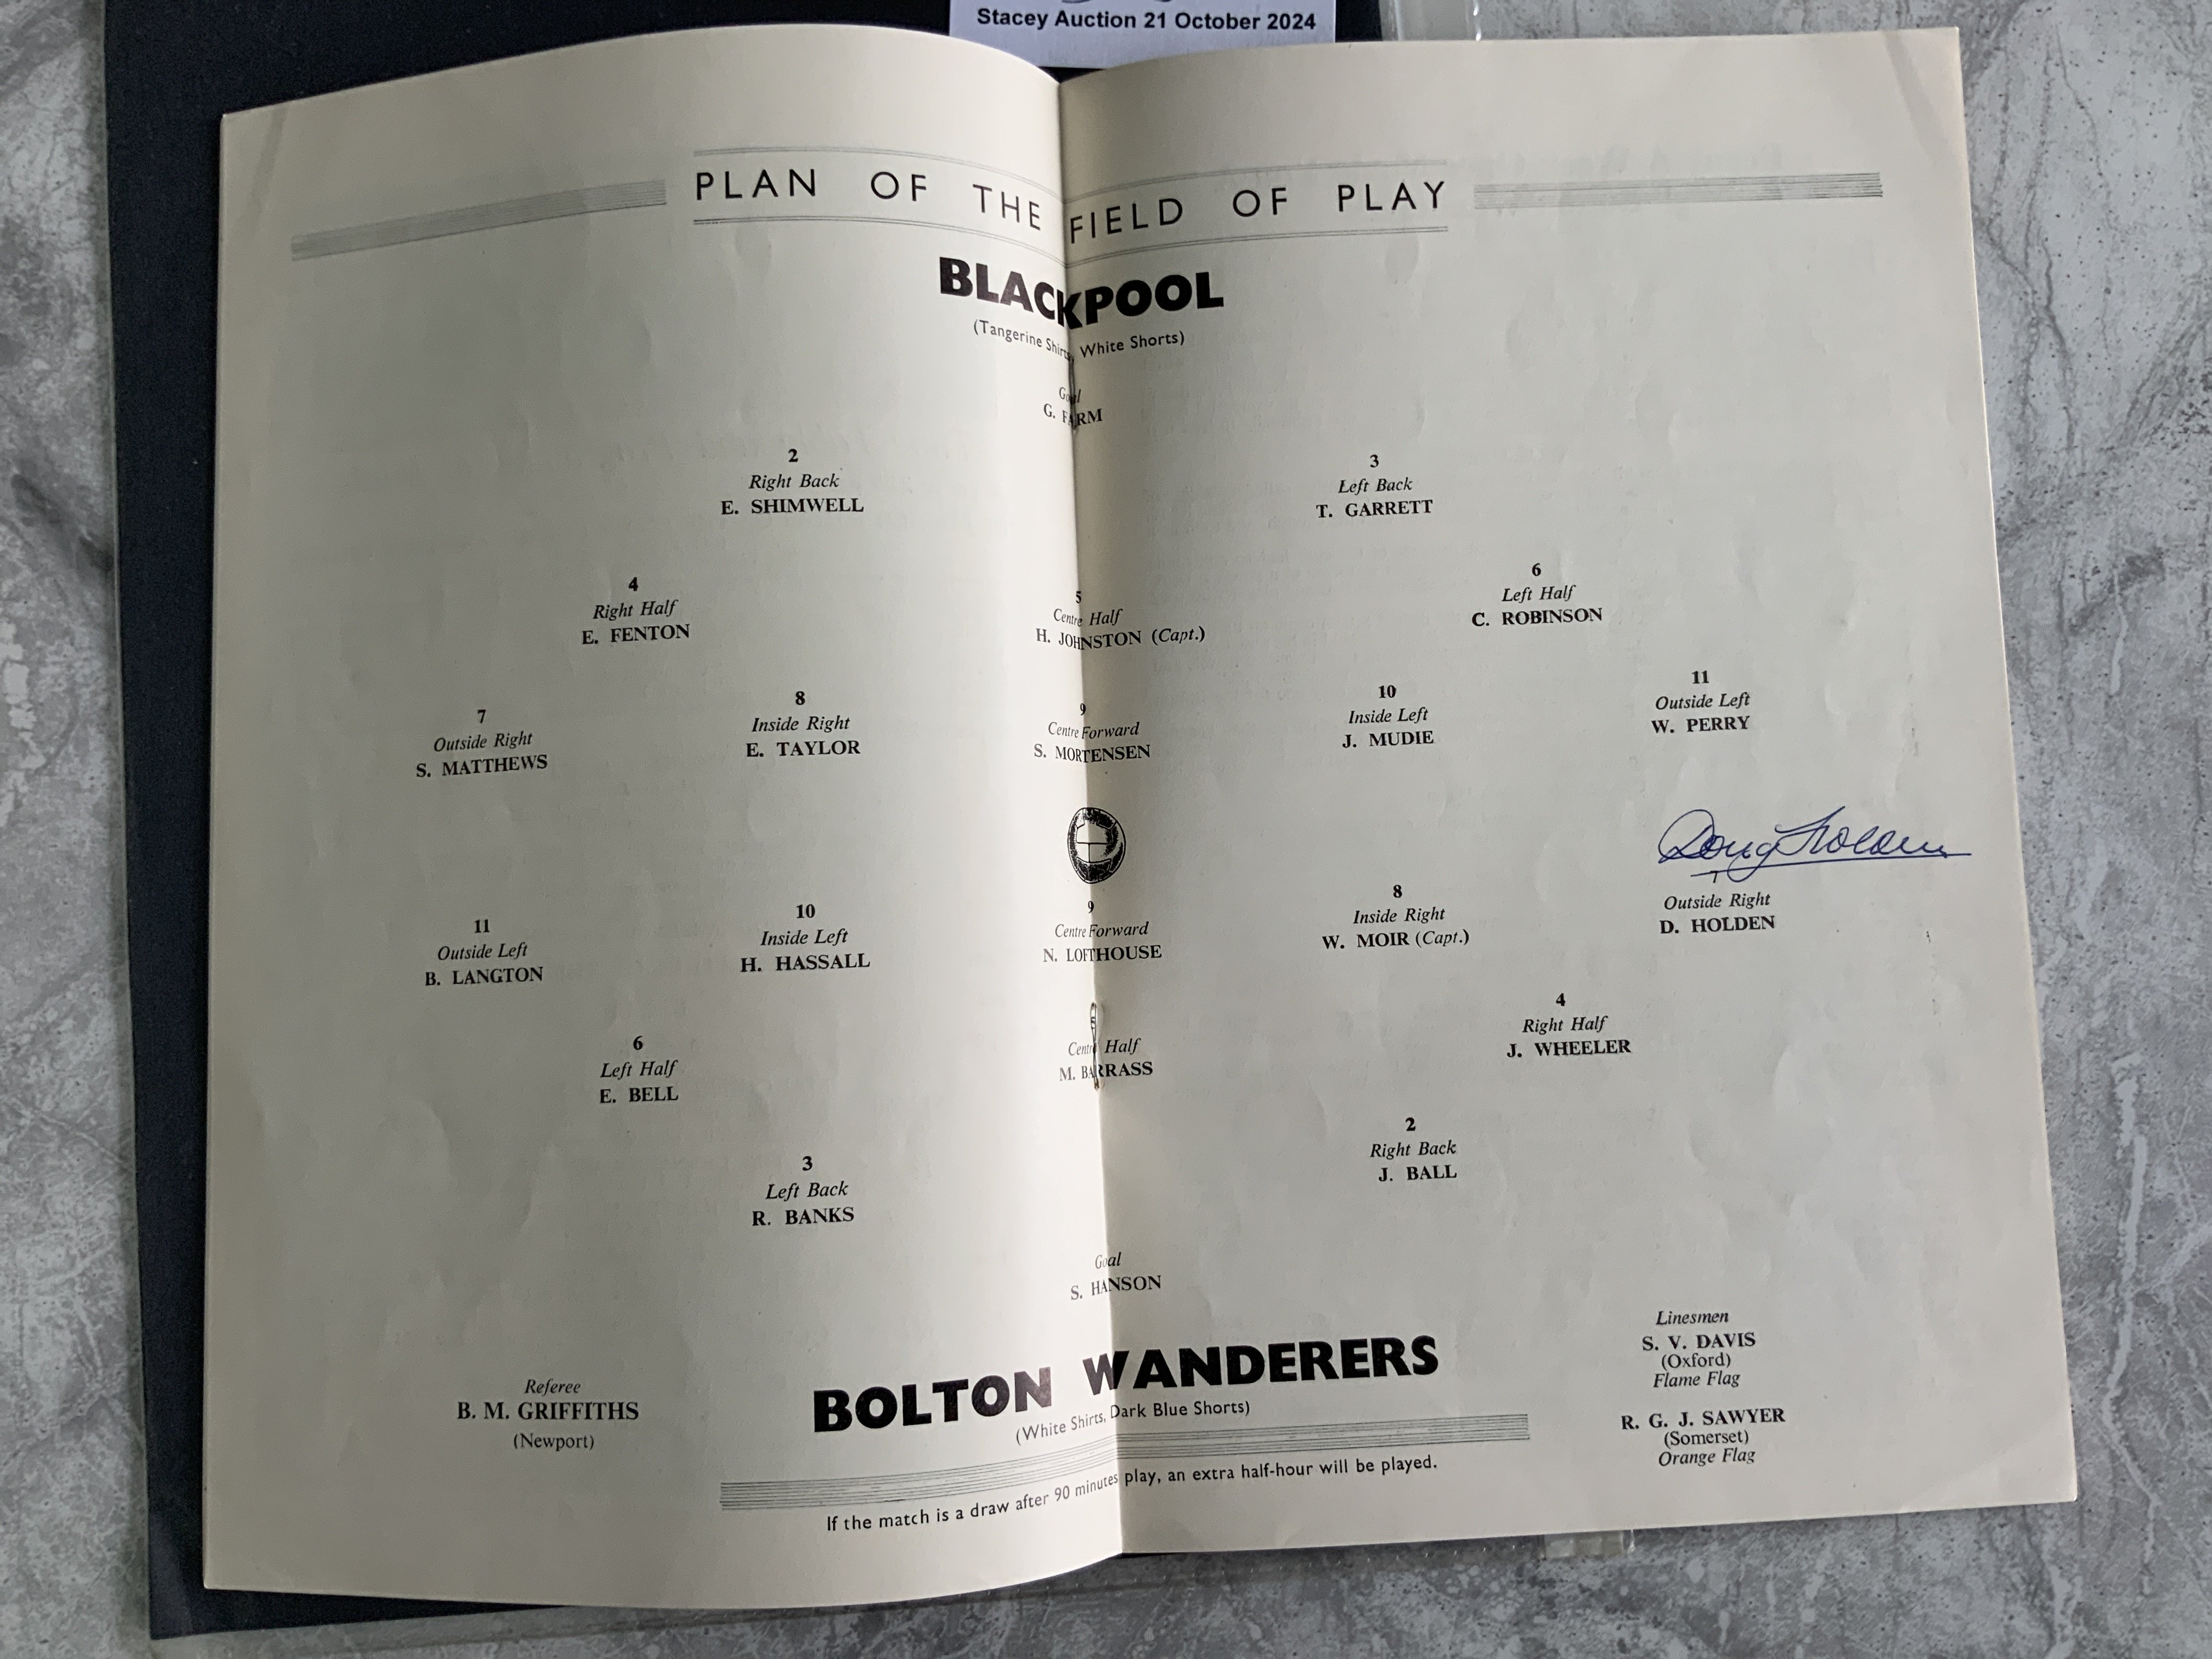 Stacey Auction 21 October 2024
PLAN OF THE FIELD OF PLAY
BLACKPOOL
(Tangerine Shirts, White Shorts)
Goal
G. FARM
2
Right Back
E. SHIMWELL
3
Left Back
T. GARRETT
4
Right Half
E. FENTON
5
Centre Half
H. JOHNSTON (Capt.)
6
Left Half
C. ROBINSON
7
Outside Right
S. MATTHEWS
8
Inside Right
E. TAYLOR
9
Centre Forward
S. MORTENSEN
10
Inside Left
J. MUDIE
11
Outside Left
W. PERRY
Doug Holden
11
Outside Left
B. LANGTON
10
Inside Left
H. HASSALL
9
Centre Forward
N. LOFTHOUSE
8
Inside Right
W. MOIR (Capt.)
7
Outside Right
D. HOLDEN
6
Left Half
E. BELL
Centre Half
M. BARRASS
4
Right Half
J. WHEELER
3
Left Back
R. BANKS
2
Right Back
J. BALL
Goal
S. HANSON
Referee
B. M. GRIFFITHS
(Newport)
BOLTON WANDERERS
(White Shirts, Dark Blue Shorts)
If the match is a draw after 90 minutes play, an extra half-hour will be played.
Linesmen
S. V. DAVIS
(Oxford)
Flame Flag
R. G. J. SAWYER
(Somerset)
Orange Flag